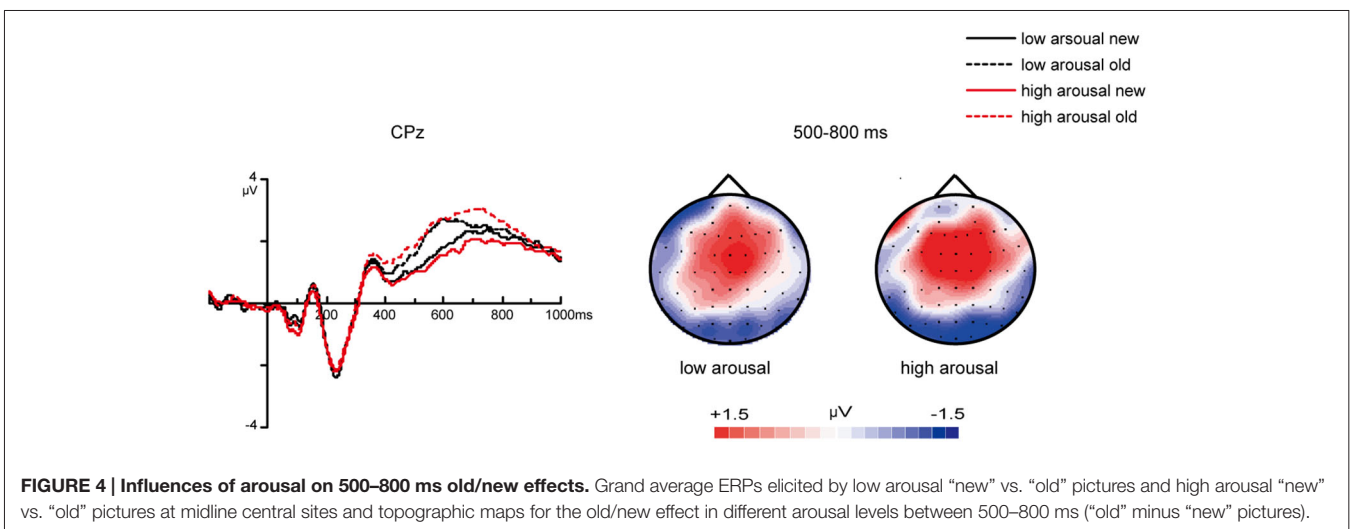 low arsoual new
low arousal old
high arousal new
high arousal old
CPz
500-800 ms
4
µV
200 400 600 800 1000ms
-4
low arousal high arousal
+1.5 µV -1.5
FIGURE 4 | Influences of arousal on 500–800 ms old/new effects. Grand average ERPs elicited by low arousal “new” vs. “old” pictures and high arousal “new”
vs. “old” pictures at midline central sites and topographic maps for the old/new effect in different arousal levels between 500–800 ms (“old” minus “new” pictures).